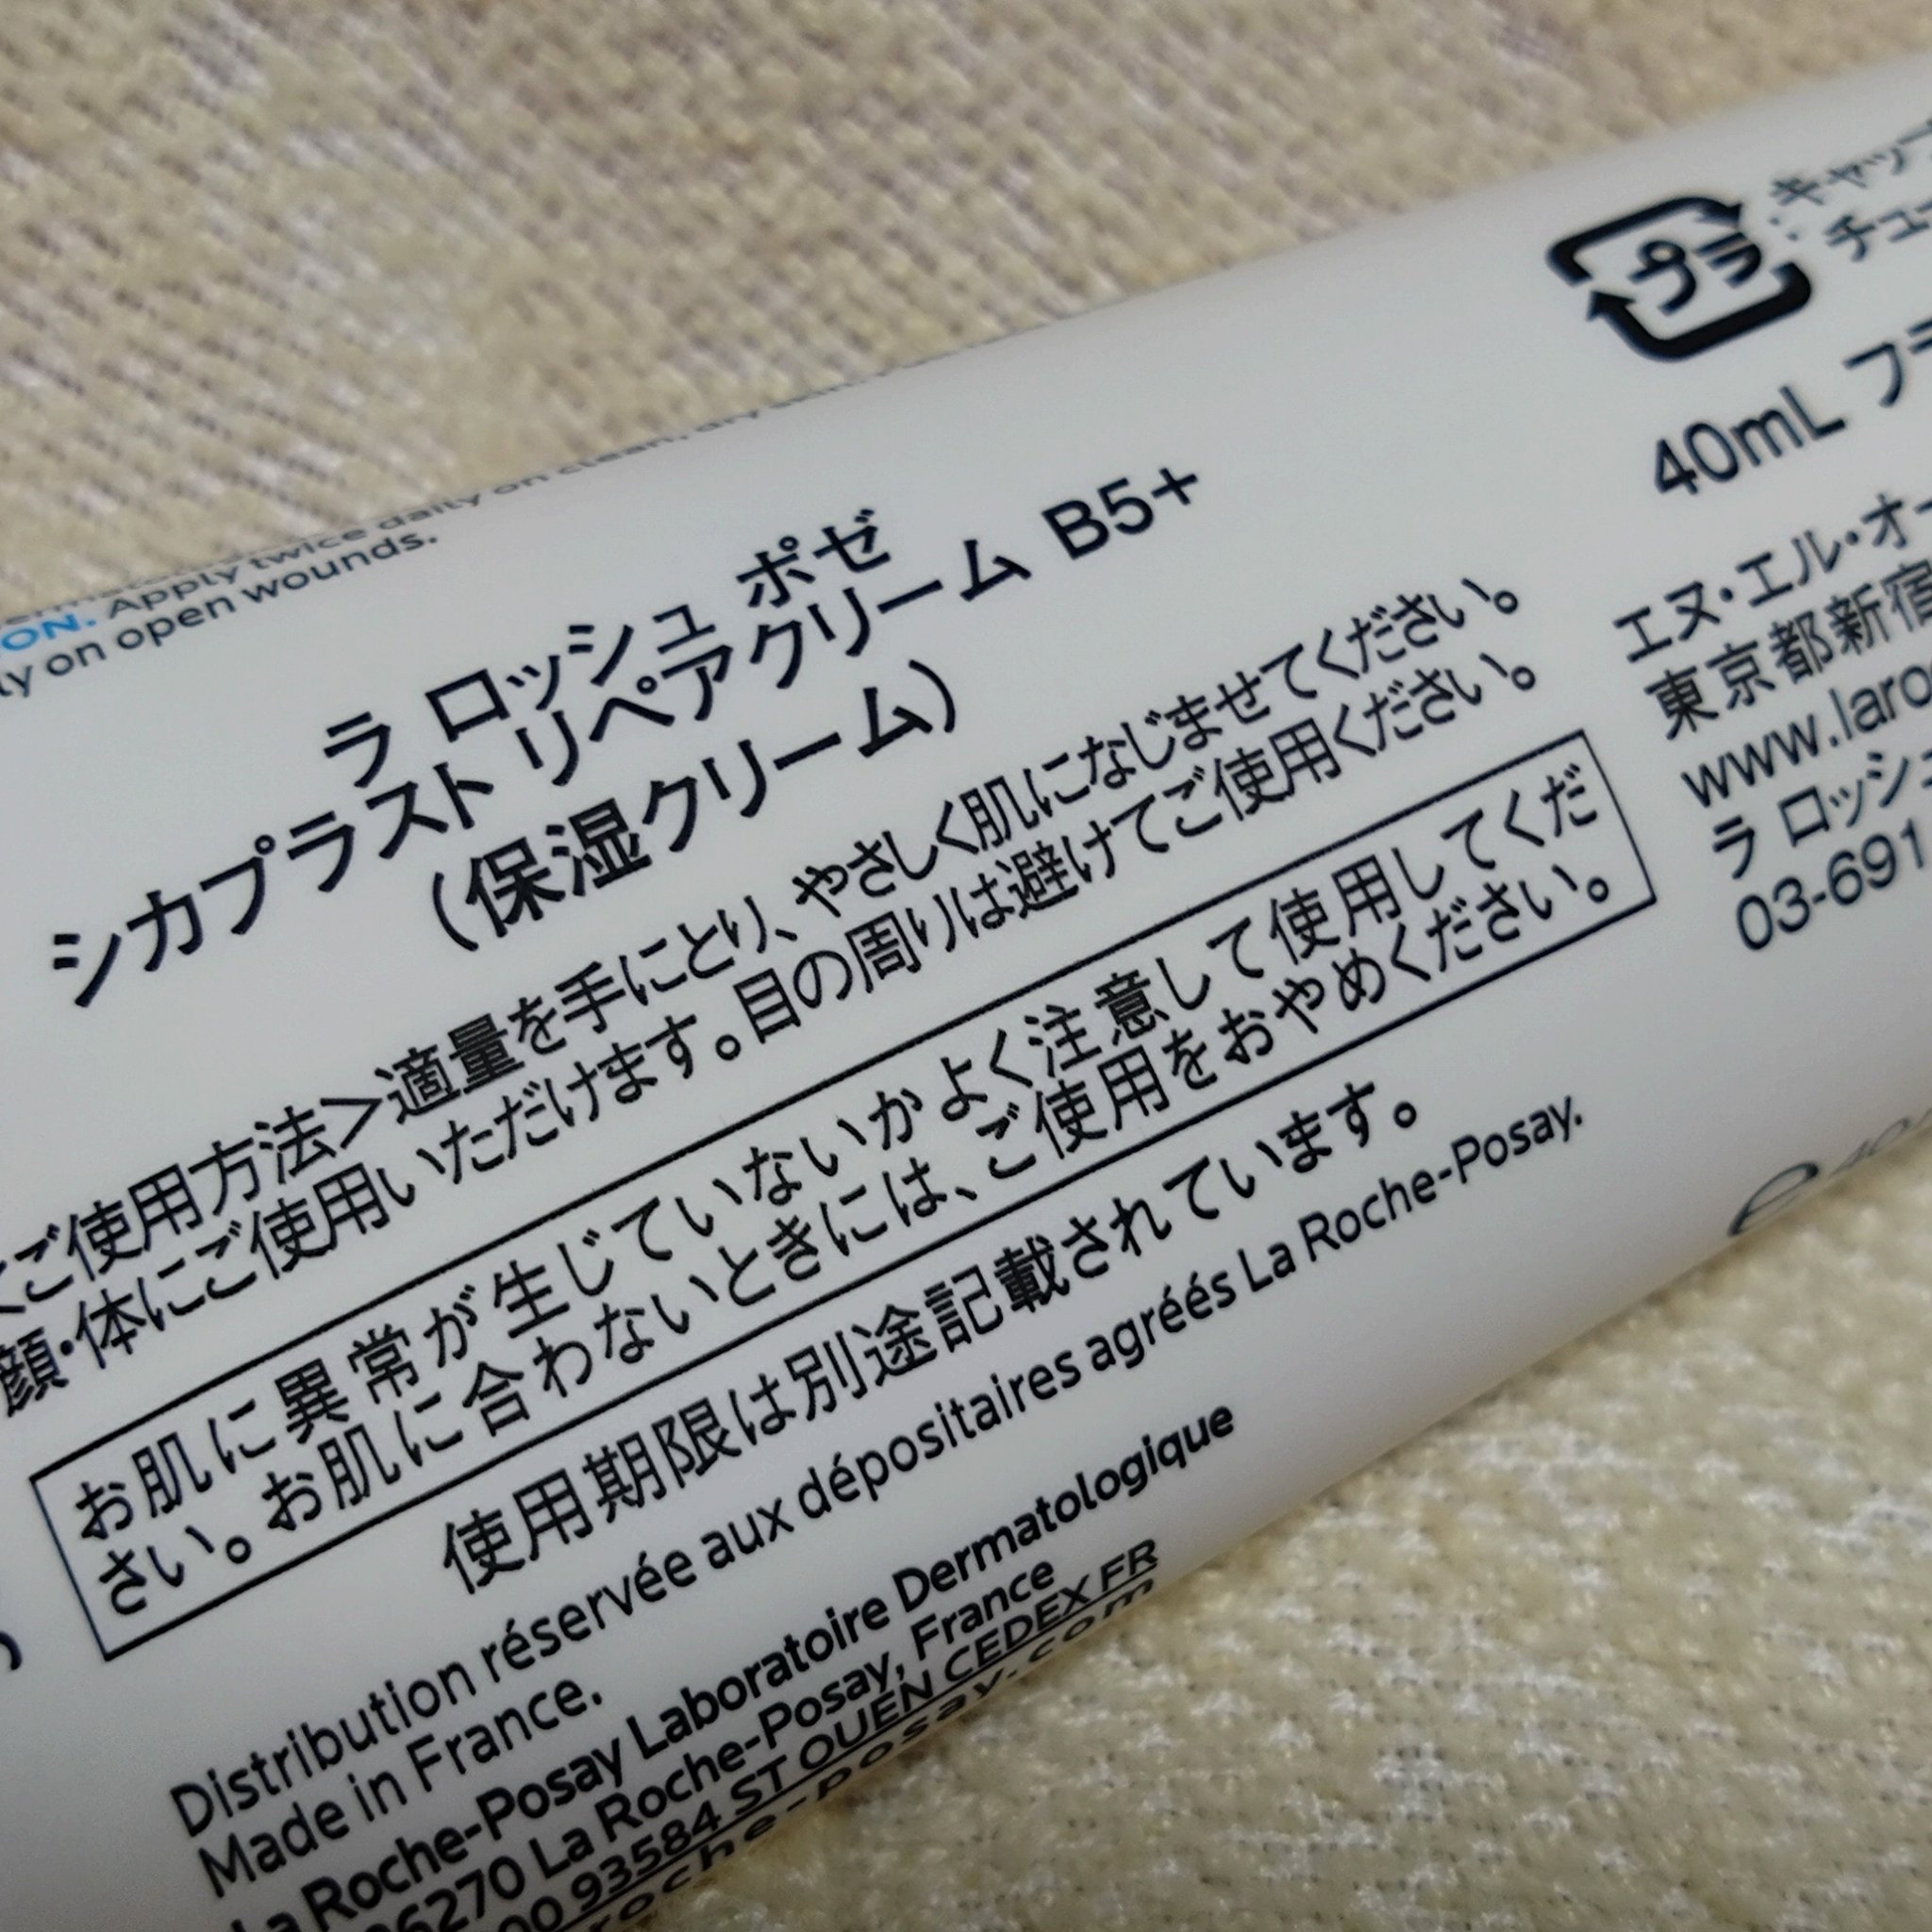 ON. Apply twice daily on clean, dry
on open wounds.
ラ ロッシュ ポゼ
シカプラスト リペアクリーム B5+
(保湿クリーム)
ご使用方法＞適量を手にとり、やさしく肌になじませてください。
顔・体にご使用いただけます。目の周りは避けてご使用ください。
お肌に異常が生じていないかよく注意して使用してくだ
さい。お肌に合わないときには、ご使用をおやめください。
使用期限は別途記載されています。
Distribution réservée aux dépositaires agréés La Roche-Posay.
Made in France.
La Roche-Posay Laboratoire Dermatologique
86270 La Roche-Posay, France
93584 ST OUEN CEDEX FR
roche-posay.com
プラ
キャップ
チュー
40mL フラ
エヌ・エル・オー
東京都新宿
www.laro
ラ ロッシュ
03-691
e 40